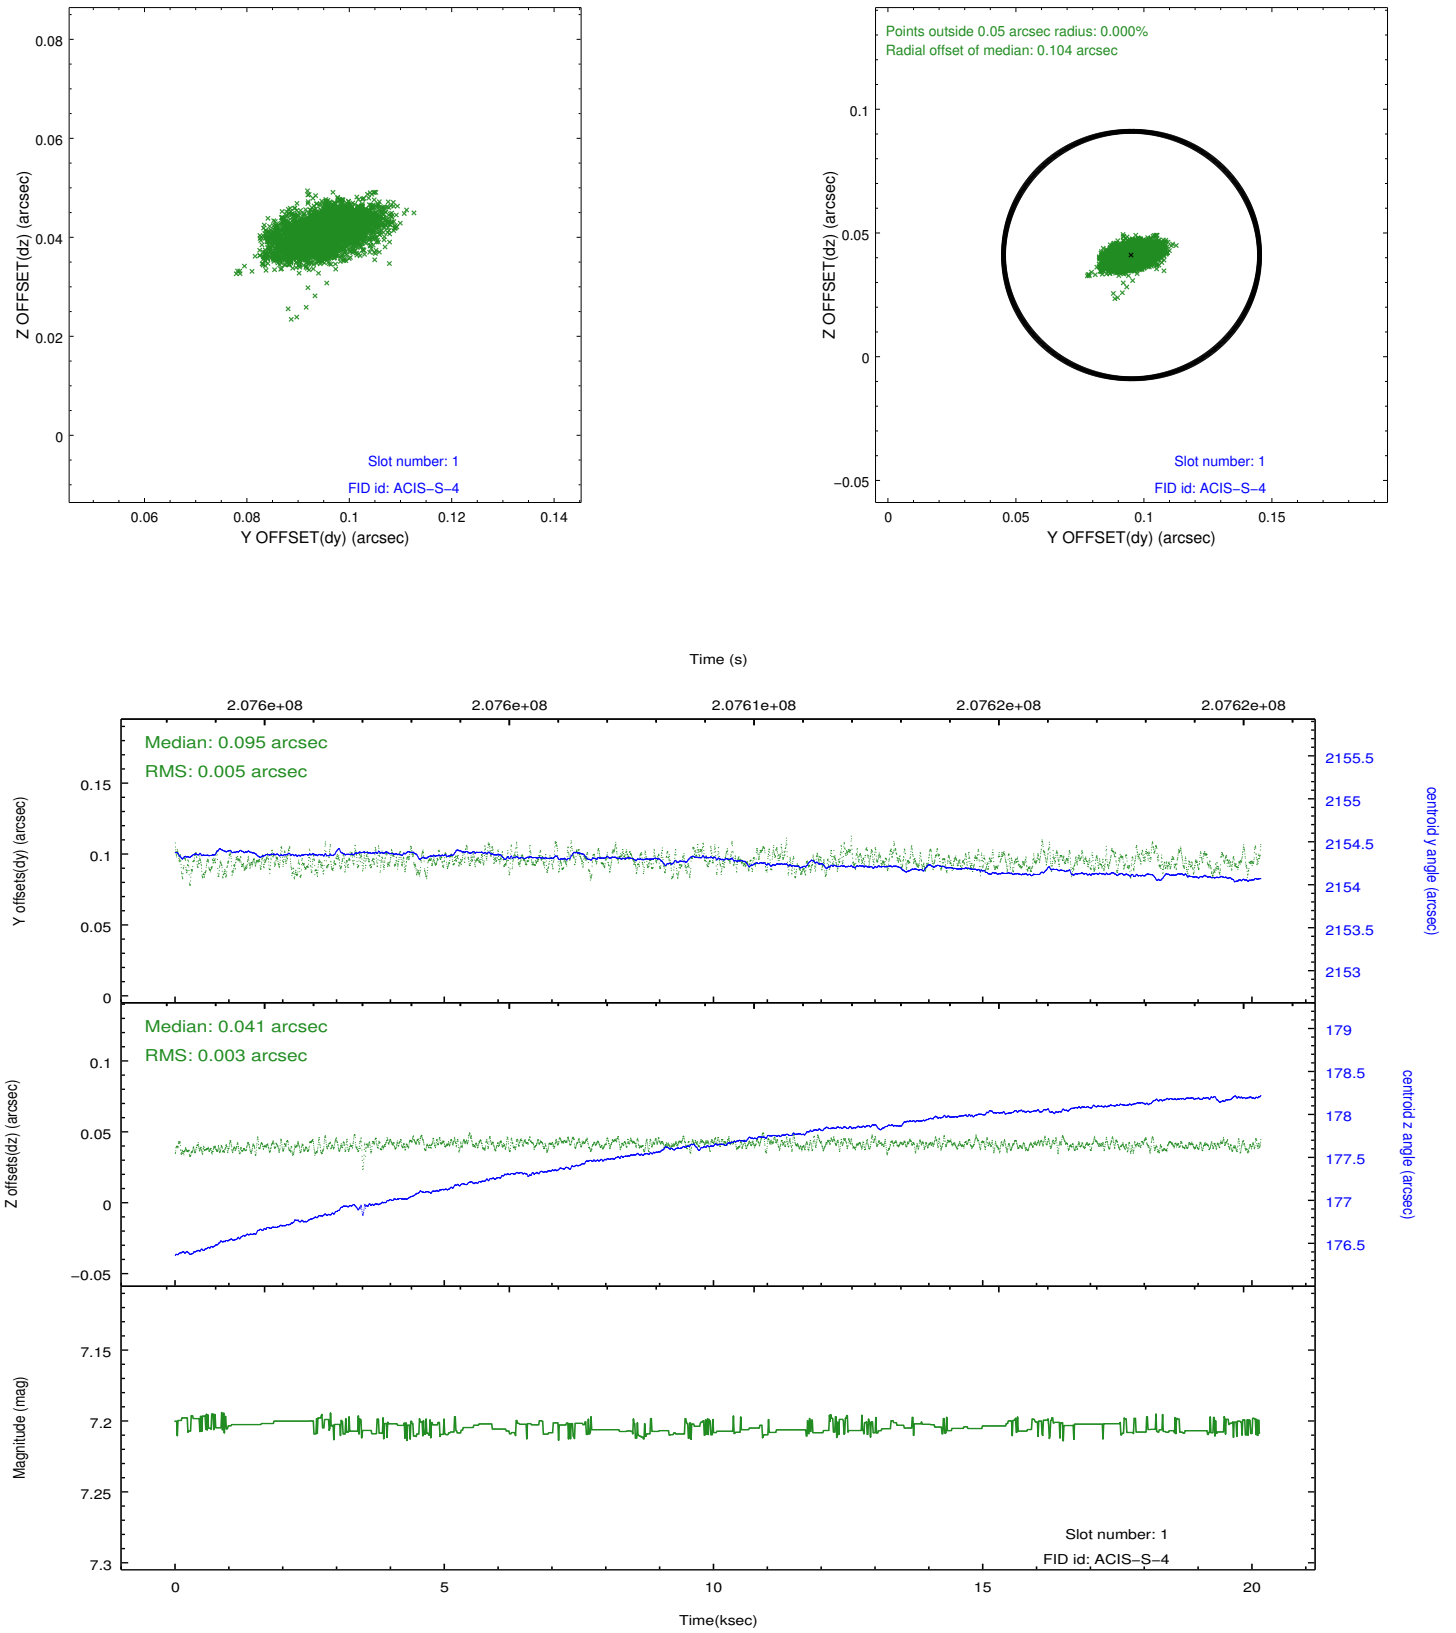 0.08
0.06
0.04
0.02
0
Z OFFSET(dz) (arcsec)
Slot number: 1
FID id: ACIS−S−4
0.06
0.08
0.1
0.12
0.14
Y OFFSET(dy) (arcsec)
Points outside 0.05 arcsec radius: 0.000%
Radial offset of median: 0.104 arcsec
0.1
0.05
0
−0.05
Z OFFSET(dz) (arcsec)
Slot number: 1
FID id: ACIS−S−4
0
0.05
0.1
0.15
Y OFFSET(dy) (arcsec)
Time (s)
2.076e+08
2.076e+08
2.0761e+08
2.0762e+08
2.0762e+08
Median: 0.095 arcsec
RMS: 0.005 arcsec
0.15
0.1
0.05
0
Y offsets(dy) (arcsec)
2155.5
2155
2154.5
2154
2153.5
2153
centroid y angle (arcsec)
Median: 0.041 arcsec
RMS: 0.003 arcsec
0.1
0.05
0
−0.05
Z offsets(dz) (arcsec)
179
178.5
178
177.5
177
176.5
centroid z angle (arcsec)
7.15
7.2
7.25
7.3
Magnitude (mag)
Slot number: 1
FID id: ACIS−S−4
0
5
10
15
20
Time(ksec)